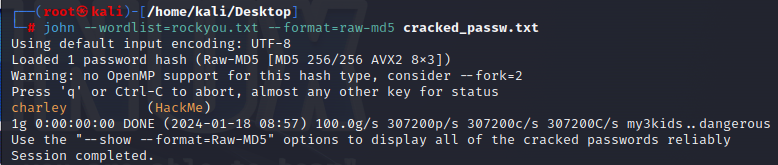 (root㉿kali)-[/home/kali/Desktop]
# john --wordlist=rockyou.txt --format=raw-md5 cracked_passw.txt
Using default input encoding: UTF-8
Loaded 1 password hash (Raw-MD5 [MD5 256/256 AVX2 8×3])
Warning: no OpenMP support for this hash type, consider --fork=2
Press 'q' or Ctrl-C to abort, almost any other key for status
charley          (HackMe)
1g 0:00:00:00 DONE (2024-01-18 08:57) 100.0g/s 307200p/s 307200c/s 307200C/s my3kids..dangerous
Use the "--show --format=Raw-MD5" options to display all of the cracked passwords reliably
Session completed.